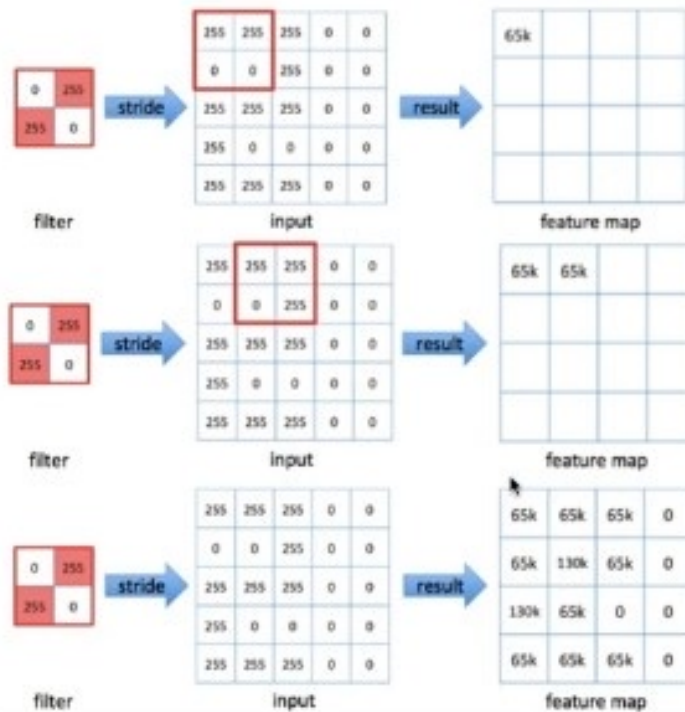 255 255 255 0 0
65k
0 0 255 0 0
0 255
stride
255 255 255 0 0
result
255 0
255 0 0 0 0
255 255 255 0 0
filter
input
feature map
255 255 255 0 0
65k 65k
0 0 255 0 0
0 255
stride
255 255 255 0 0
result
255 0
255 0 0 0 0
255 255 255 0 0
filter
input
feature map
255 255 255 0 0
65k 65k 65k 0
0 0 255 0 0
65k 130k 65k 0
0 255
stride
255 255 255 0 0
result
255 0
130k 65k 0 0
255 0 0 0 0
255 255 255 0 0
65k 65k 65k 0
filter
input
feature map